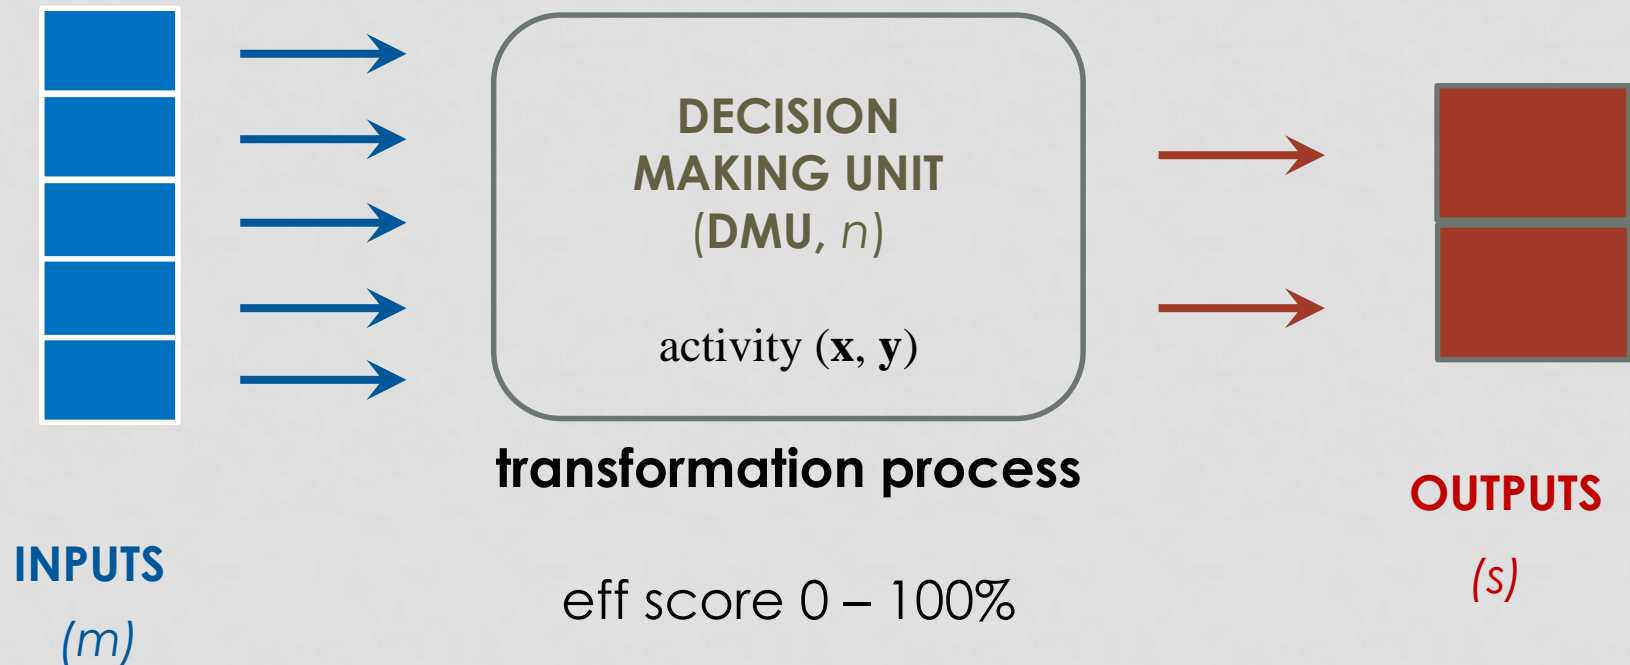 DECISION
MAKING UNIT
(DMU, n)
activity (x, y)
transformation process
eff score 0 – 100%
INPUTS
(m)
OUTPUTS
(s)